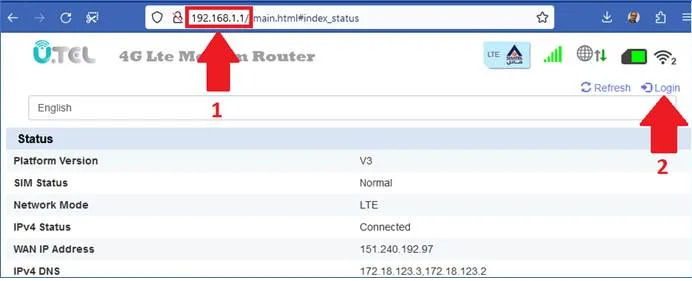 192.168.1.1/main.html#index_status
U.TEL 4G Lte Router LTE
2
Refresh Login
English
1
Status
2
Platform Version V3
SIM Status Normal
Network Mode LTE
IPv4 Status Connected
WAN IP Address 151.240.192.97
IPv4 DNS 172.18.123.3,172.18.123.2